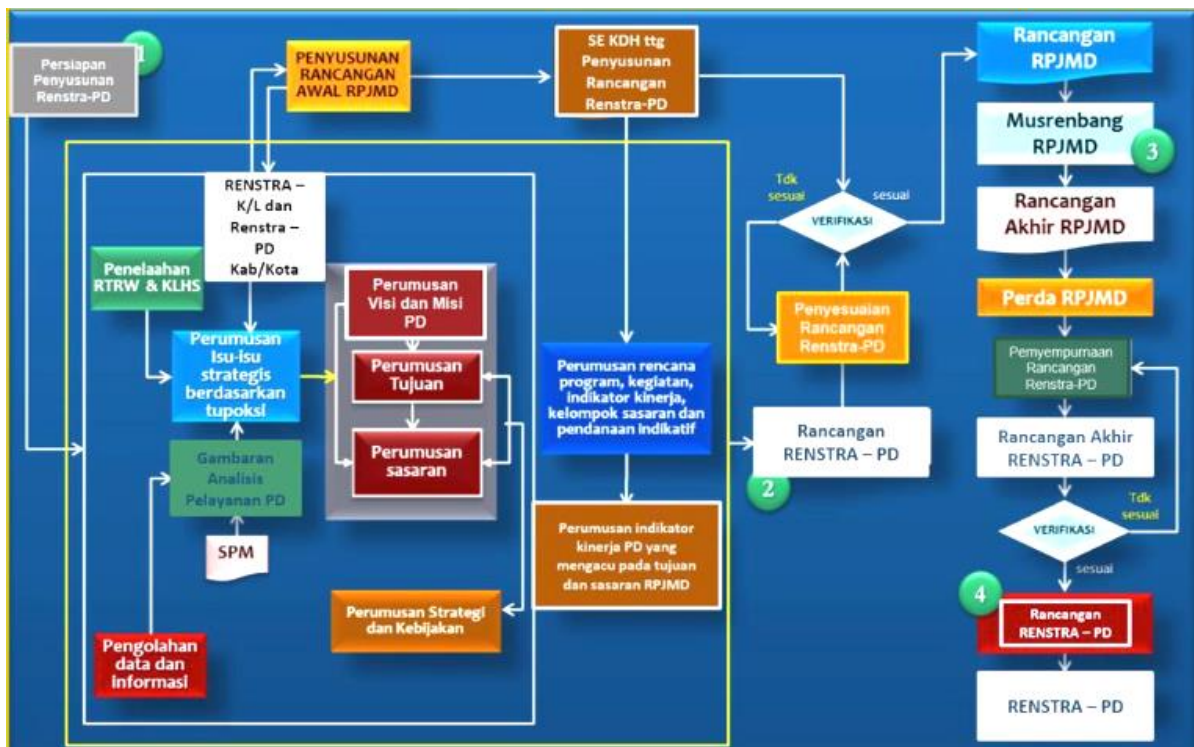 1
Persiapan
Penyusunan
Renstra-PD
PENYUSUNAN
RANCANGAN
AWAL RPJMD
SE KDH ttg
Penyusunan
Rancangan
Renstra-PD
RENSTRA –
K/L dan
Renstra –
PD
Kab/Kota
Penelaahan
RTRW & KLHS
Perumusan
Isu-isu
strategis
berdasarkan
tupoksi
Gambaran
Analisis
Pelayanan PD
SPM
Pengolahan
data dan
informasi
Perumusan
Visi dan Misi
PD
Perumusan
Tujuan
Perumusan
sasaran
Perumusan Strategi
dan Kebijakan
Perumusan rencana
program, kegiatan,
indikator kinerja,
kelompok sasaran dan
pendanaan indikatif
Perumusan indikator
kinerja PD yang
mengacu pada tujuan
dan sasaran RPJMD
Rancangan
RENSTRA – PD
2
Penyesuaian
Rancangan
Renstra-PD
Tdk
sesuai
sesuai
VERIFIKASI
Rancangan
RPJMD
Musrenbang
RPJMD
3
Rancangan
Akhir RPJMD
Perda RPJMD
Pemyempumaan
Rancangan
Renstra-PD
Rancangan Akhir
RENSTRA – PD
Tdk
sesuai
VERIFIKASI
sesuai
4
Rancangan
RENSTRA – PD
RENSTRA – PD